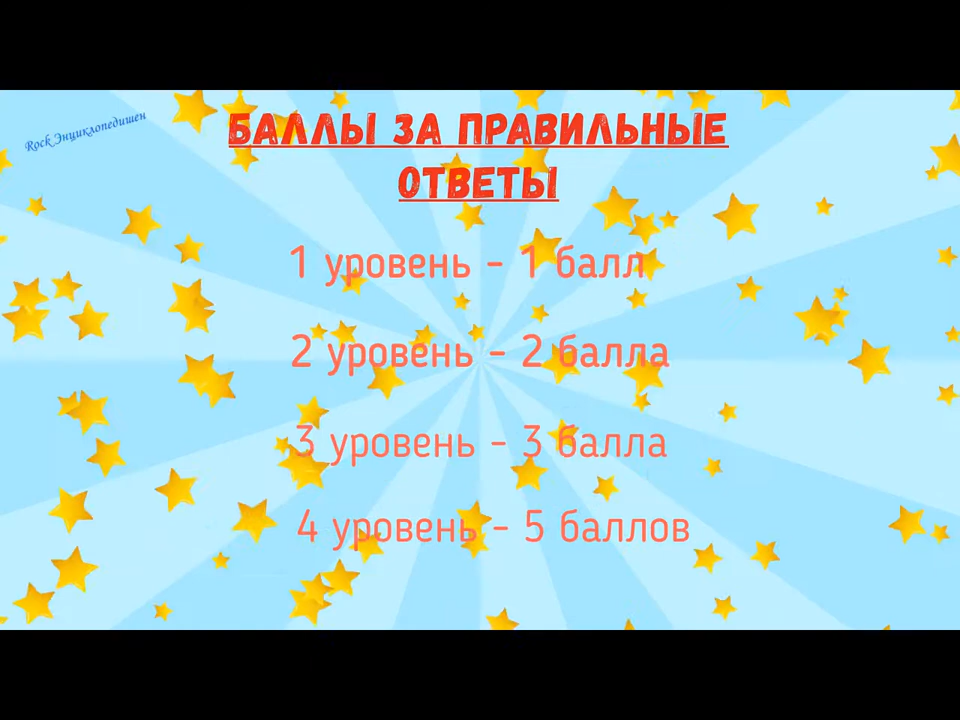 Rock Энциклопедишен
БАЛЛЫ ЗА ПРАВИЛЬНЫЕ
ОТВЕТЫ
1 уровень - 1 балл
2 уровень - 2 балла
3 уровень - 3 балла
4 уровень - 5 баллов